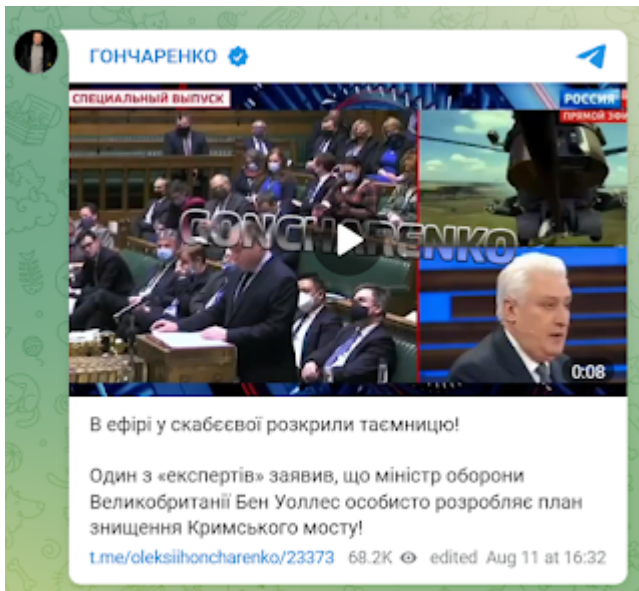 ГОНЧАРЕНКО
СПЕЦИАЛЬНЫЙ ВЫПУСК
РОССИЯ
ПРЯМОЙ ЭФИ
GONCHARENKO
0:08
В ефірі у скабєєвої розкрили таємницю!
Один з «експертів» заявив, що міністр оборони
Великобританії Бен Уоллес особисто розробляє план
знищення Кримського мосту!
t.me/oleksiihoncharenko/23373 68.2K edited Aug 11 at 16:32